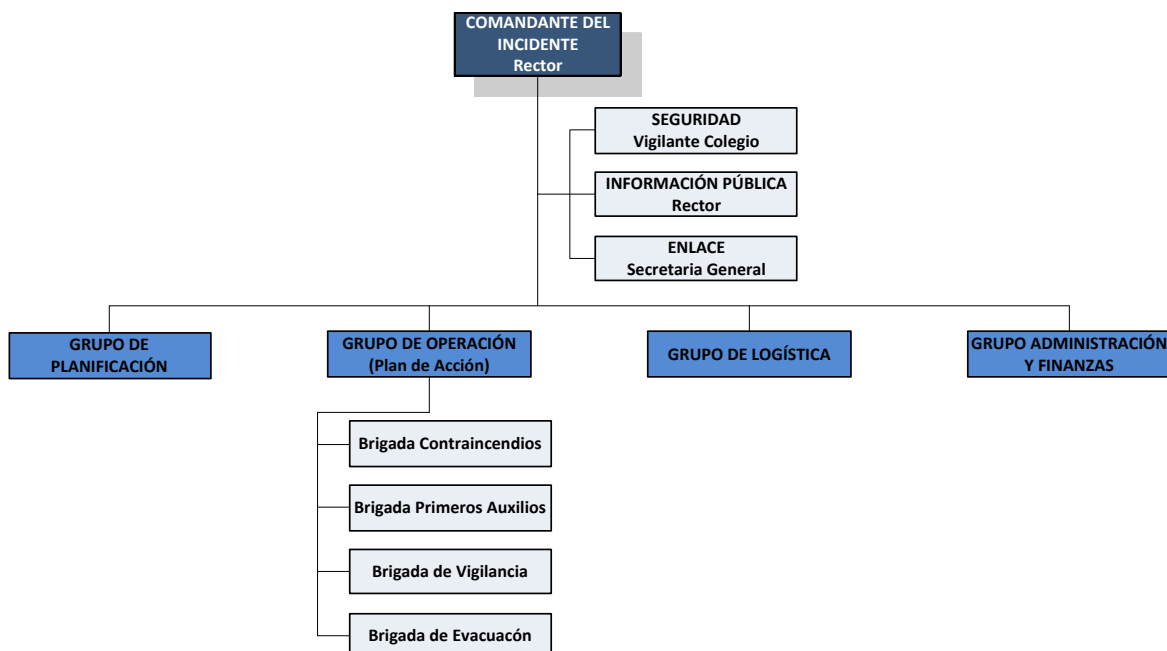 COMANDANTE DEL
INCIDENTE
Rector
SEGURIDAD
Vigilante Colegio
INFORMACIÓN PÚBLICA
Rector
ENLACE
Secretaria General
GRUPO DE
PLANIFICACIÓN
GRUPO DE OPERACIÓN
(Plan de Acción)
GRUPO DE LOGÍSTICA
GRUPO ADMINISTRACIÓN
Y FINANZAS
Brigada Contraincendios
Brigada Primeros Auxilios
Brigada de Vigilancia
Brigada de Evacuacón